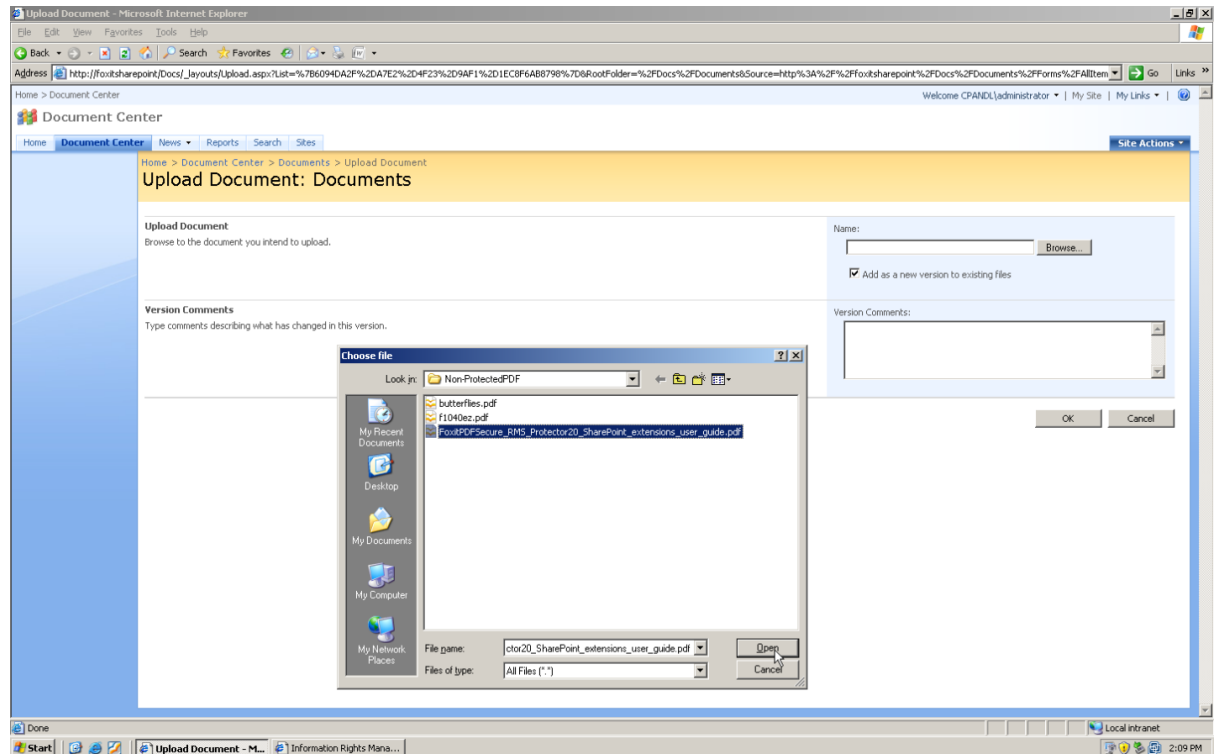 Upload Document - Microsoft Internet Explorer
File Edit View Favorites Tools Help
Back Search Favorites
Address http://foxitsharepoint/Docs/_layouts/Upload.aspx?List=%7B6094DA2F%2DA7E2%2D4F23%2D9AF1%2D1EC8F6AB8798%7D&RootFolder=%2FDocs%2FDocuments&Source=http%3A%2F%2Ffoxitsharepoint%2FDocs%2FDocuments%2FForms%2FAllItem Go Links »
Home > Document Center Welcome CPANDL\administrator | My Site | My Links |
Document Center
Home Document Center News Reports Search Sites Site Actions
Home > Document Center > Documents > Upload Document
Upload Document: Documents
Upload Document
Browse to the document you intend to upload.
Name:
Browse...
Add as a new version to existing files
Version Comments
Type comments describing what has changed in this version.
Version Comments:
OK Cancel
Choose file
Look in: Non-ProtectedPDF
My Recent Documents
Desktop
My Documents
My Computer
My Network Places
butterflies.pdf
f1040ez.pdf
FoxitPDFSecure_RMS_Protector20_SharePoint_extensions_user_guide.pdf
File name: ctor20_SharePoint_extensions_user_guide.pdf Open
Files of type: All Files (*.*) Cancel
Done Local intranet
Start Upload Document - M... Information Rights Mana... 2:09 PM